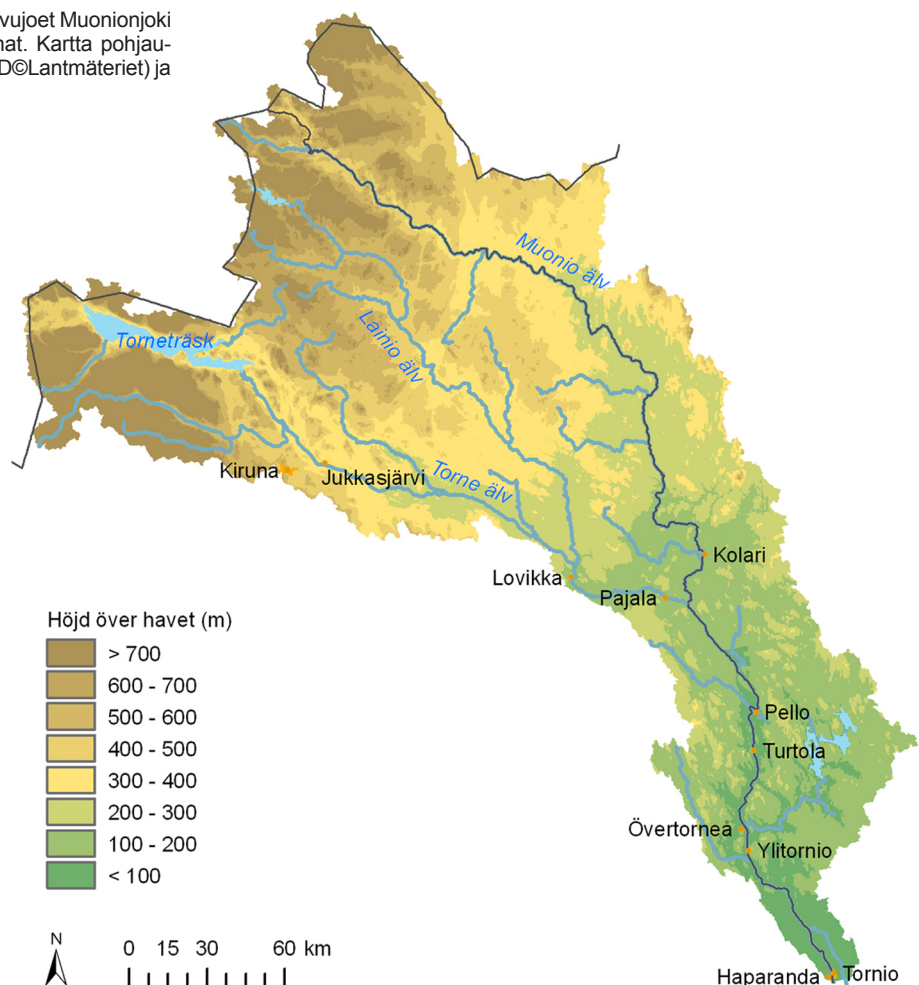 vujoet Muonionjoki
nat. Kartta pohjau-
D©Lantmäteriet) ja
Muonio älv
Lainio älv
Torneträsk
Kiruna
Jukkasjärvi
Torne älv
Kolari
Lovikka
Pajala
Höjd över havet (m)
> 700
600 - 700
500 - 600
400 - 500
300 - 400
200 - 300
100 - 200
< 100
Pello
Turtola
Övertorneå
Ylitornio
N
0 15 30 60 km
Haparanda
Tornio